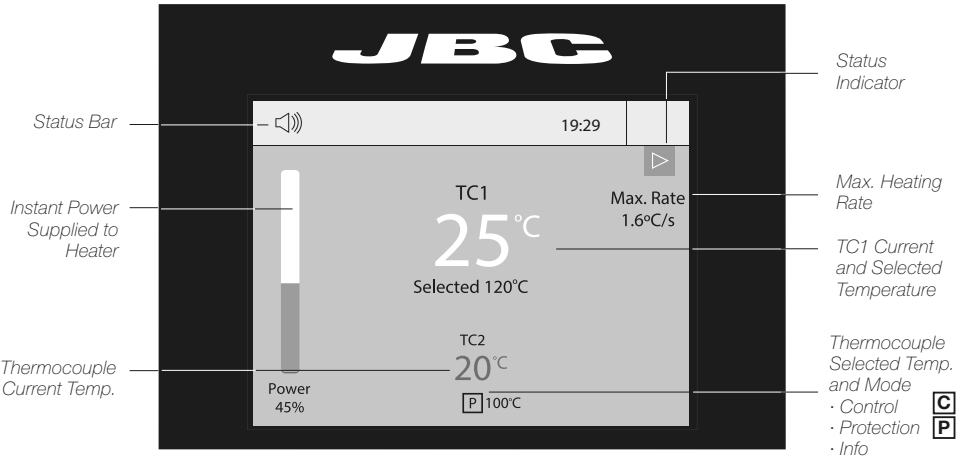 JBC
Status
Indicator
Status Bar
19:29
Instant Power
Supplied to
Heater
TC1
25°C
Selected 120°C
Max. Rate
1.6ºC/s
Max. Heating
Rate
TC1 Current
and Selected
Temperature
Thermocouple
Current Temp.
TC2
20°C
P 100°C
Power
45%
Thermocouple
Selected Temp.
and Mode
· Control C
· Protection P
· Info